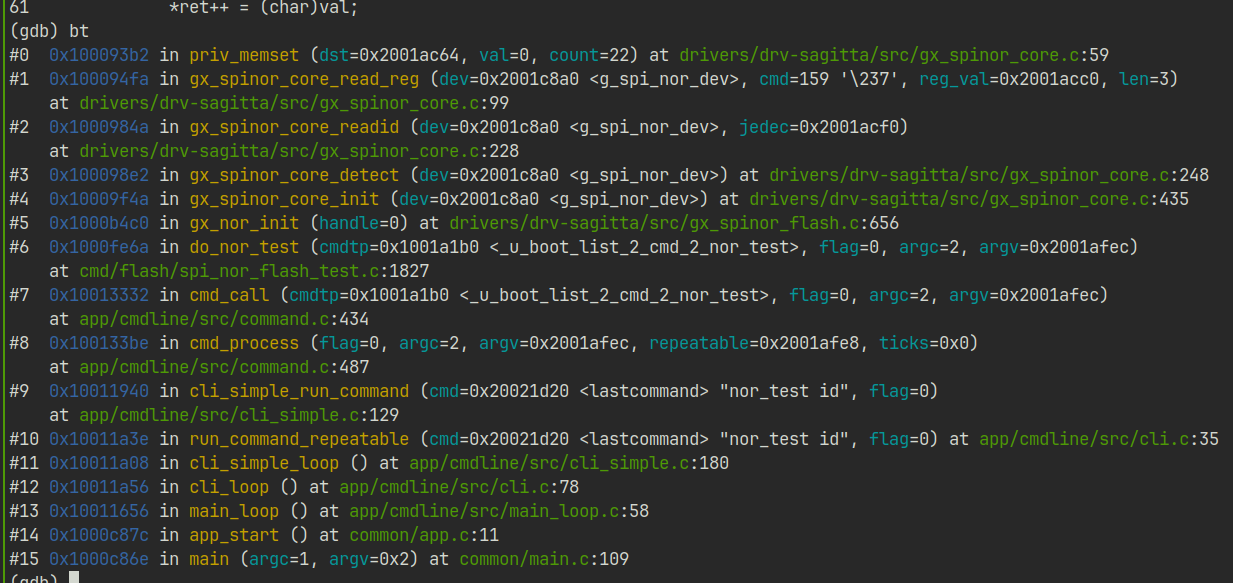 61              *ret++ = (char)val;
(gdb) bt
#0  0x100093b2 in priv_memset (dst=0x2001ac64, val=0, count=22) at drivers/drv-sagitta/src/gx_spinor_core.c:59
#1  0x100094fa in gx_spinor_core_read_reg (dev=0x2001c8a0 <g_spi_nor_dev>, cmd=159 '\237', reg_val=0x2001acc0, len=3)
    at drivers/drv-sagitta/src/gx_spinor_core.c:99
#2  0x1000984a in gx_spinor_core_readid (dev=0x2001c8a0 <g_spi_nor_dev>, jedec=0x2001acf0)
    at drivers/drv-sagitta/src/gx_spinor_core.c:228
#3  0x100098e2 in gx_spinor_core_detect (dev=0x2001c8a0 <g_spi_nor_dev>) at drivers/drv-sagitta/src/gx_spinor_core.c:248
#4  0x10009f4a in gx_spinor_core_init (dev=0x2001c8a0 <g_spi_nor_dev>) at drivers/drv-sagitta/src/gx_spinor_core.c:435
#5  0x1000b4c0 in gx_nor_init (handle=0) at drivers/drv-sagitta/src/gx_spinor_flash.c:656
#6  0x1000fe6a in do_nor_test (cmdtp=0x1001a1b0 <_u_boot_list_2_cmd_2_nor_test>, flag=0, argc=2, argv=0x2001afec)
    at cmd/flash/spi_nor_flash_test.c:1827
#7  0x10013332 in cmd_call (cmdtp=0x1001a1b0 <_u_boot_list_2_cmd_2_nor_test>, flag=0, argc=2, argv=0x2001afec)
    at app/cmdline/src/command.c:434
#8  0x100133be in cmd_process (flag=0, argc=2, argv=0x2001afec, repeatable=0x2001afe8, ticks=0x0)
    at app/cmdline/src/command.c:487
#9  0x10011940 in cli_simple_run_command (cmd=0x20021d20 <lastcommand> "nor_test id", flag=0)
    at app/cmdline/src/cli_simple.c:129
#10 0x10011a3e in run_command_repeatable (cmd=0x20021d20 <lastcommand> "nor_test id", flag=0) at app/cmdline/src/cli.c:35
#11 0x10011a08 in cli_simple_loop () at app/cmdline/src/cli_simple.c:180
#12 0x10011a56 in cli_loop () at app/cmdline/src/cli.c:78
#13 0x10011656 in main_loop () at app/cmdline/src/main_loop.c:58
#14 0x1000c87c in app_start () at common/app.c:11
#15 0x1000c86e in main (argc=1, argv=0x2) at common/main.c:109
(gdb)